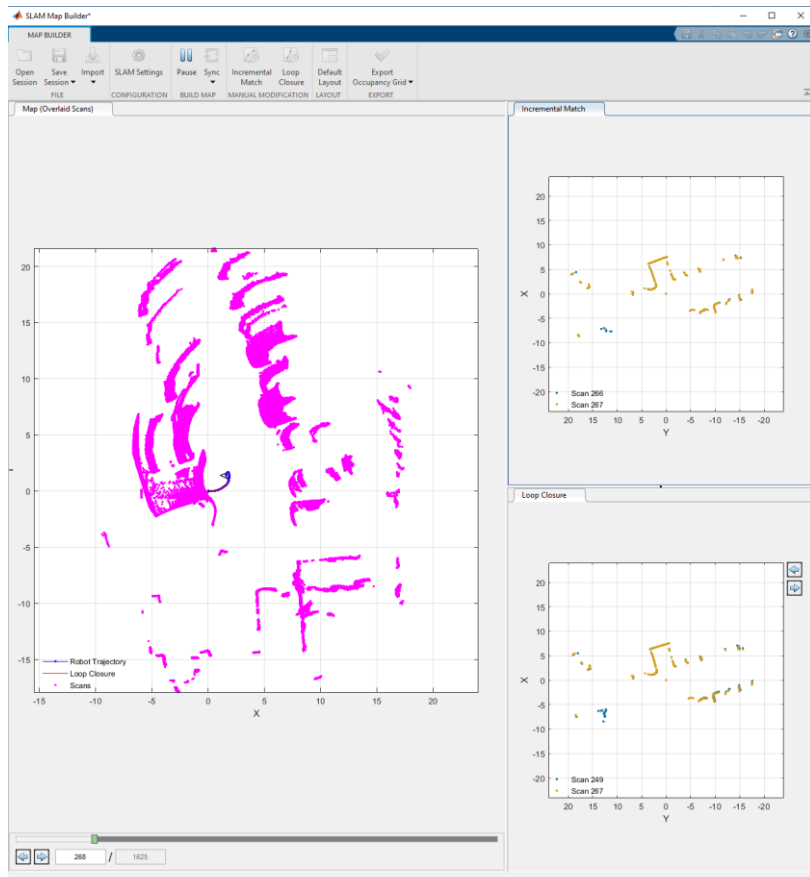 SLAM Map Builder*
MAP BUILDER
Open Session
Save Session
Import
SLAM Settings
Pause
Sync
Incremental Match
Loop Closure
Default Layout
Export Occupancy Grid
FILE
CONFIGURATION
BUILD MAP
MANUAL MODIFICATION
LAYOUT
EXPORT
Map (Overlaid Scans)
20
15
10
5
0
-5
-10
-15
Robot Trajectory
Loop Closure
Scans
-15 -10 -5 0 5 10 15 20
X
268 / 1625
Incremental Match
20
15
10
5
0
-5
-10
-15
-20
X
Scan 266
Scan 267
20 15 10 5 0 -5 -10 -15 -20
Y
Loop Closure
20
15
10
5
0
-5
-10
-15
-20
X
Scan 249
Scan 267
20 15 10 5 0 -5 -10 -15 -20
Y